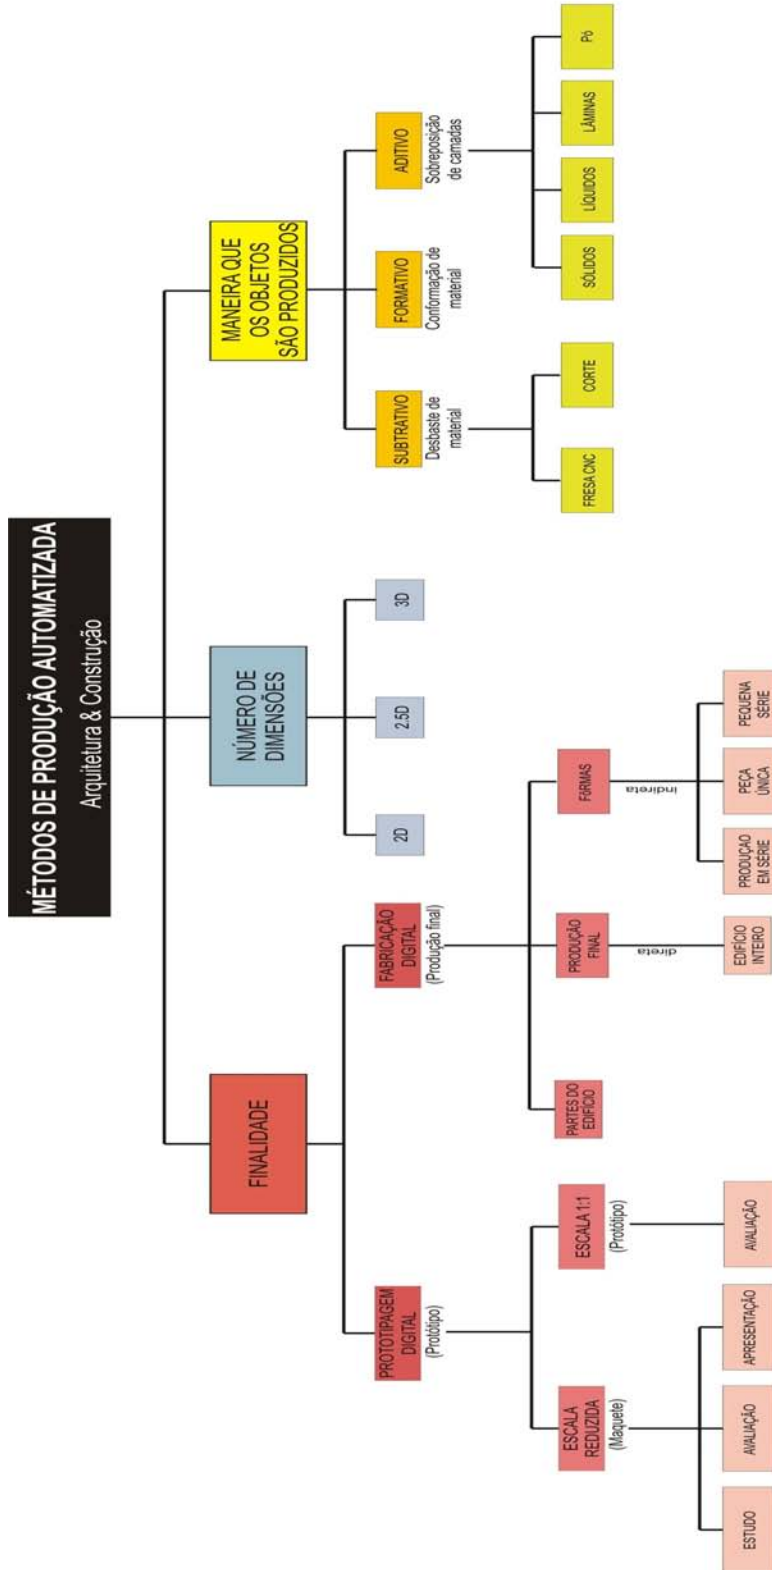 MÉTODOS DE PRODUÇÃO AUTOMATIZADA
Arquitetura & Construção
FINALIDADE
NÚMERO DE
DIMENSÕES
MANEIRA QUE
OS OBJETOS
SÃO PRODUZIDOS
PROTOTIPAGEM
DIGITAL
(Protótipo)
FABRICAÇÃO
DIGITAL
(Produção final)
2D
2.5D
3D
SUBTRATIVO
Desbaste de
material
FORMATIVO
Conformação de
material
ADITIVO
Sobreposição
de camadas
ESCALA
REDUZIDA
(Maquete)
ESCALA 1:1
(Protótipo)
PARTES DO
EDIFÍCIO
PRODUÇÃO
FINAL
FôRMAS
FRESA CNC
CORTE
SÓLIDOS
LÍQUIDOS
LÂMINAS
Pó
direta
indireta
ESTUDO
AVALIAÇÃO
APRESENTAÇÃO
AVALIAÇÃO
EDIFÍCIO
INTEIRO
PRODUÇAO
EM SÉRIE
PEÇA
ÚNICA
PEQUENA
SÉRIE